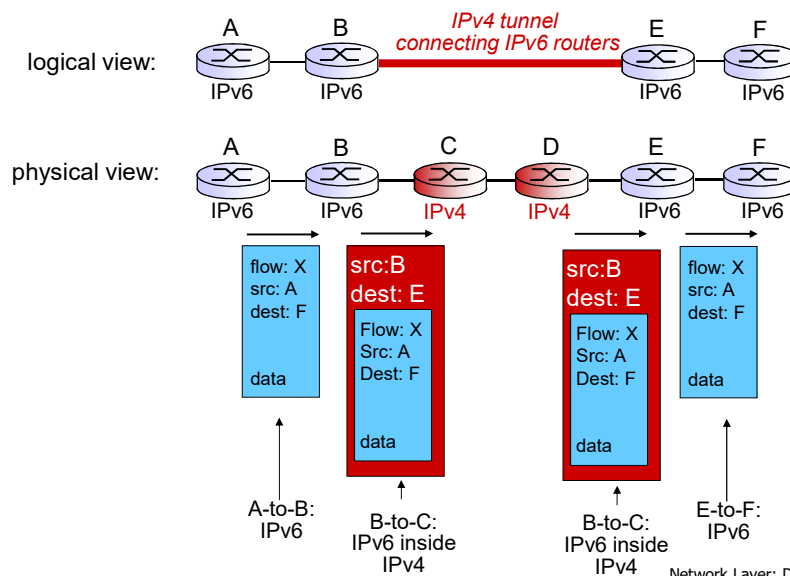 A
B
IPv4 tunnel
connecting IPv6 routers
E
F
logical view:
IPv6
IPv6
IPv6
IPv6
A
B
C
D
E
F
physical view:
IPv6
IPv6
IPv4
IPv4
IPv6
IPv6
flow: X
src: A
dest: F
data
src:B
dest: E
Flow: X
Src: A
Dest: F
data
src:B
dest: E
Flow: X
Src: A
Dest: F
data
flow: X
src: A
dest: F
data
A-to-B:
IPv6
B-to-C:
IPv6 inside
IPv4
B-to-C:
IPv6 inside
IPv4
E-to-F:
IPv6
Network Layer: D